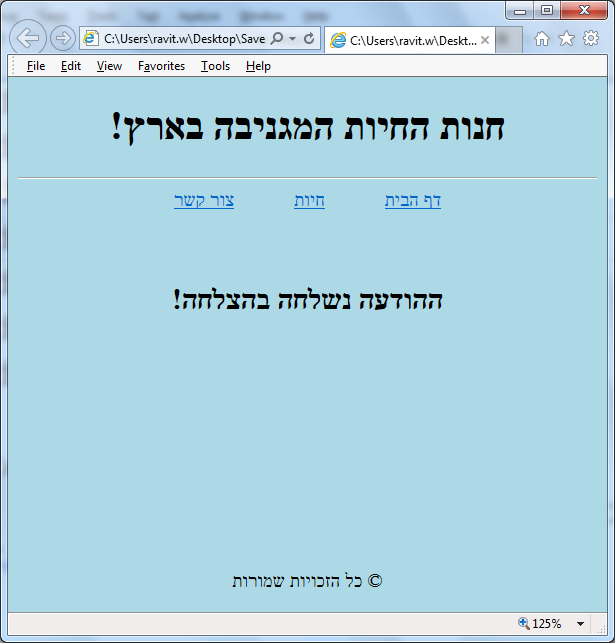 C:\Users\ravit.w\Desktop\Save
C:\Users\ravit.w\Deskt...
File Edit View Favorites Tools Help
חנות החיות המגניבה בארץ!
דף הבית חיות צור קשר
ההודעה נשלחה בהצלחה!
© כל הזכויות שמורות
125%